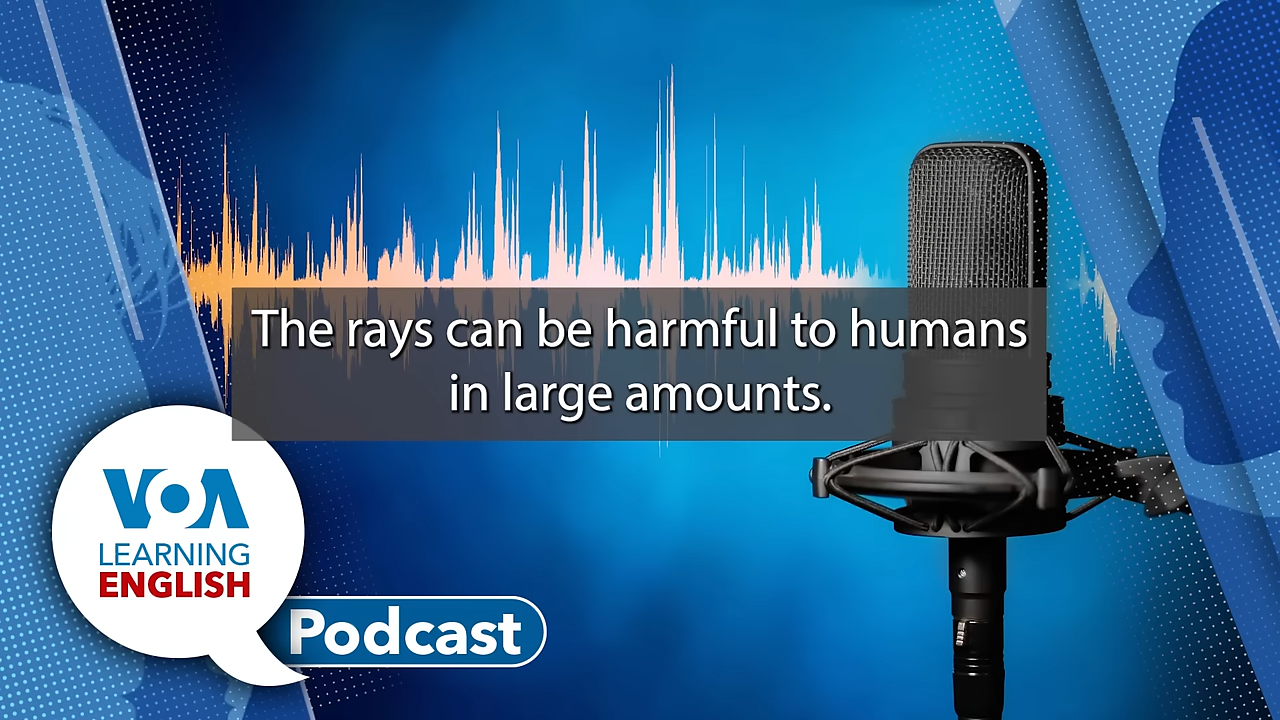 The rays can be harmful to humans
in large amounts.
VOA
LEARNING
ENGLISH
Podcast